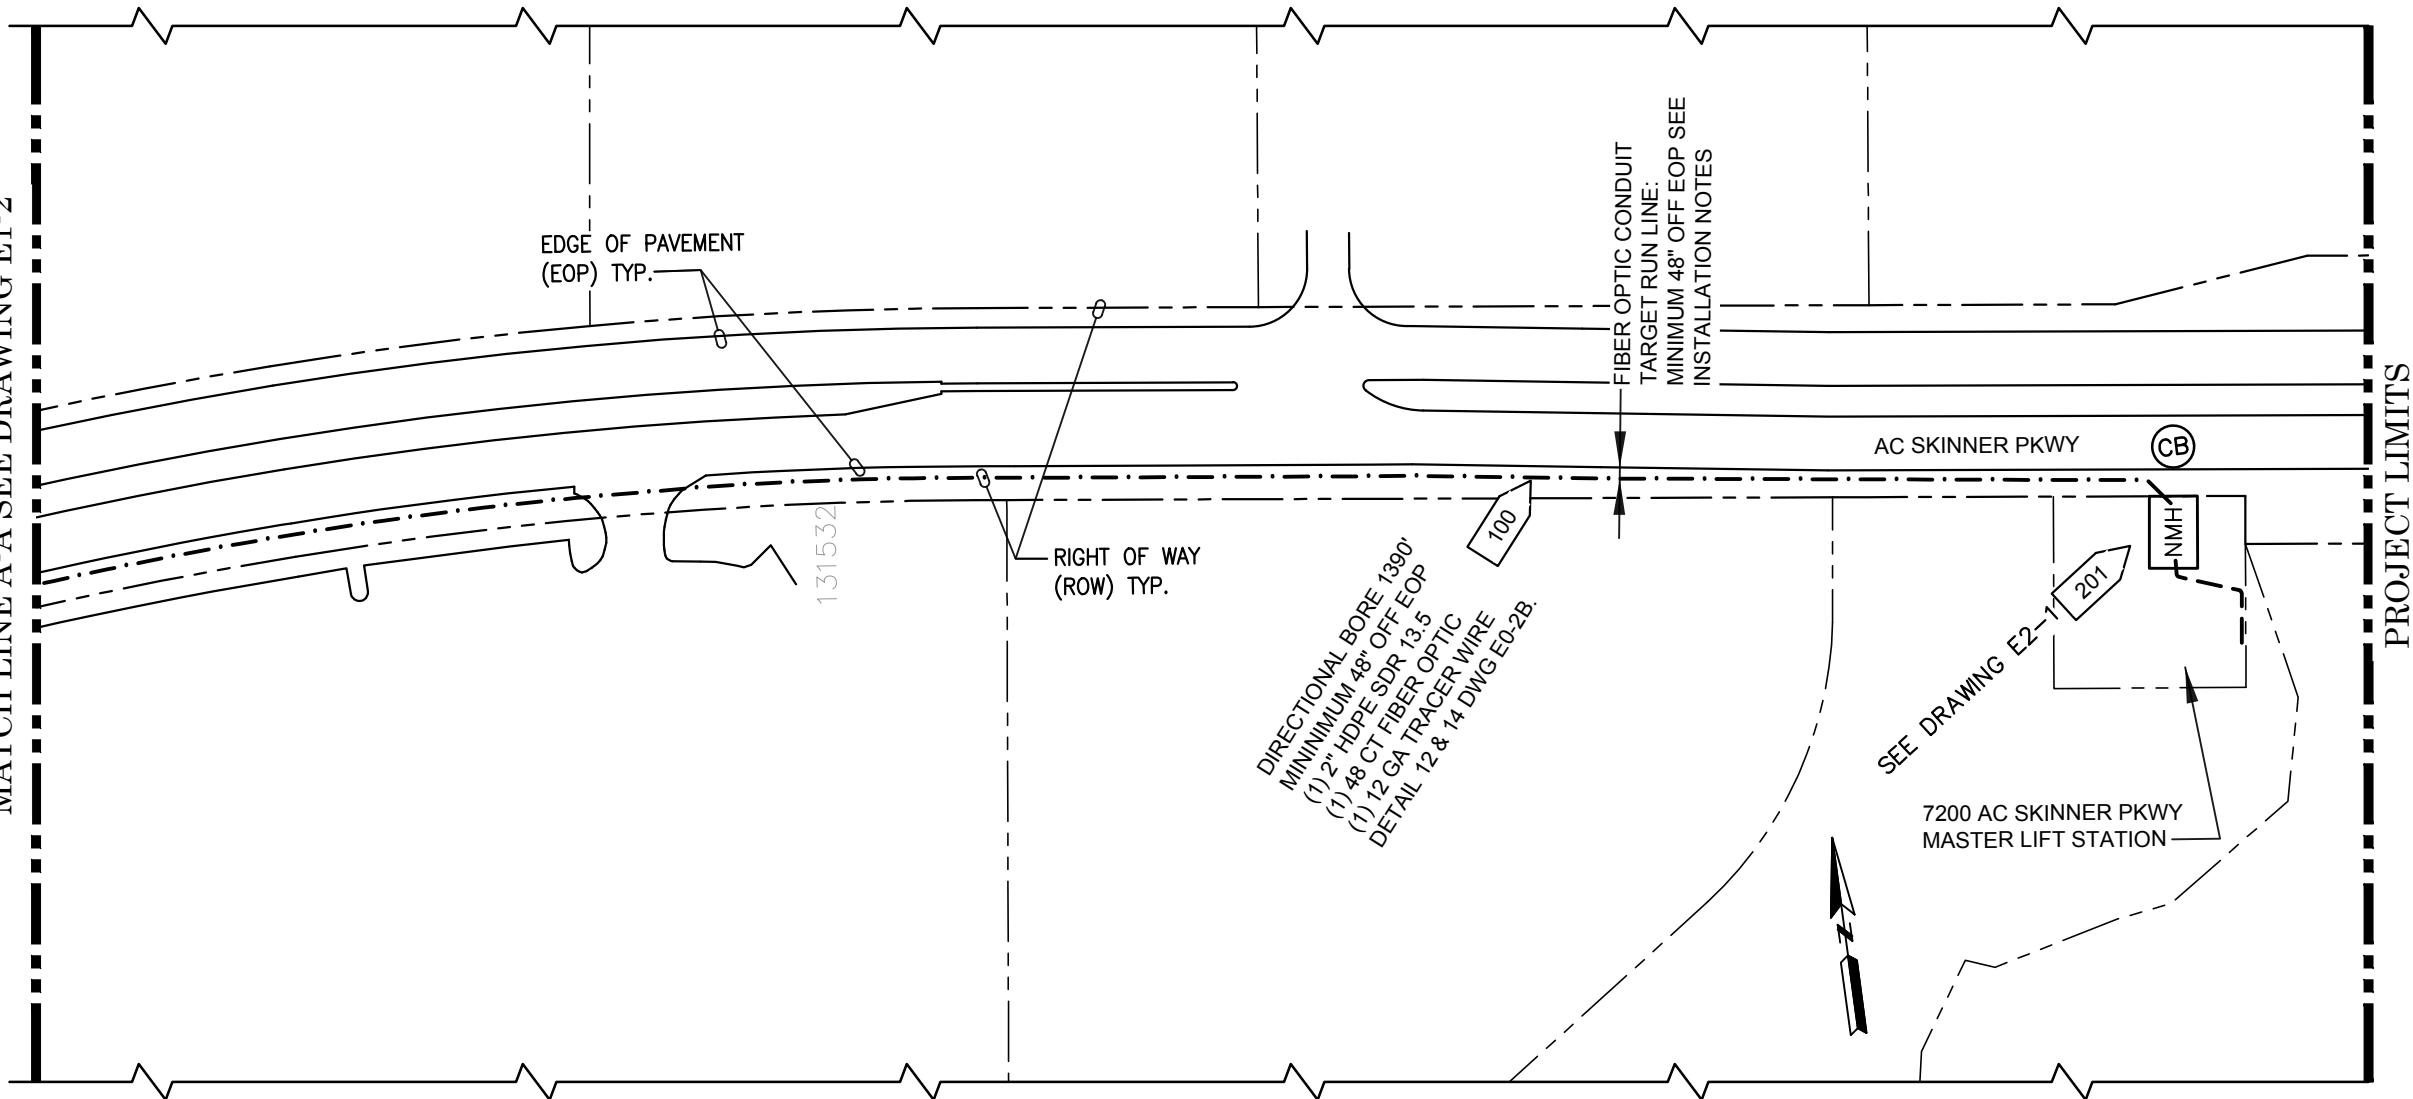 MATCH LINE A-A SEE DRAWING E1-2
EDGE OF PAVEMENT
(EOP) TYP.
FIBER OPTIC CONDUIT
TARGET RUN LINE:
MINIMUM 48" OFF EOP SEE
INSTALLATION NOTES
AC SKINNER PKWY
CB
PROJECT LIMITS
131532
RIGHT OF WAY
(ROW) TYP.
100
DIRECTIONAL BORE 1390'
MININIMUM 48" OFF EOP
(1) 2" HDPE SDR 13.5
(1) 48 CT FIBER OPTIC
(1) 12 GA TRACER WIRE
DETAIL 12 & 14 DWG E0-2B.
NMH
201
SEE DRAWING E2-1
7200 AC SKINNER PKWY
MASTER LIFT STATION
N